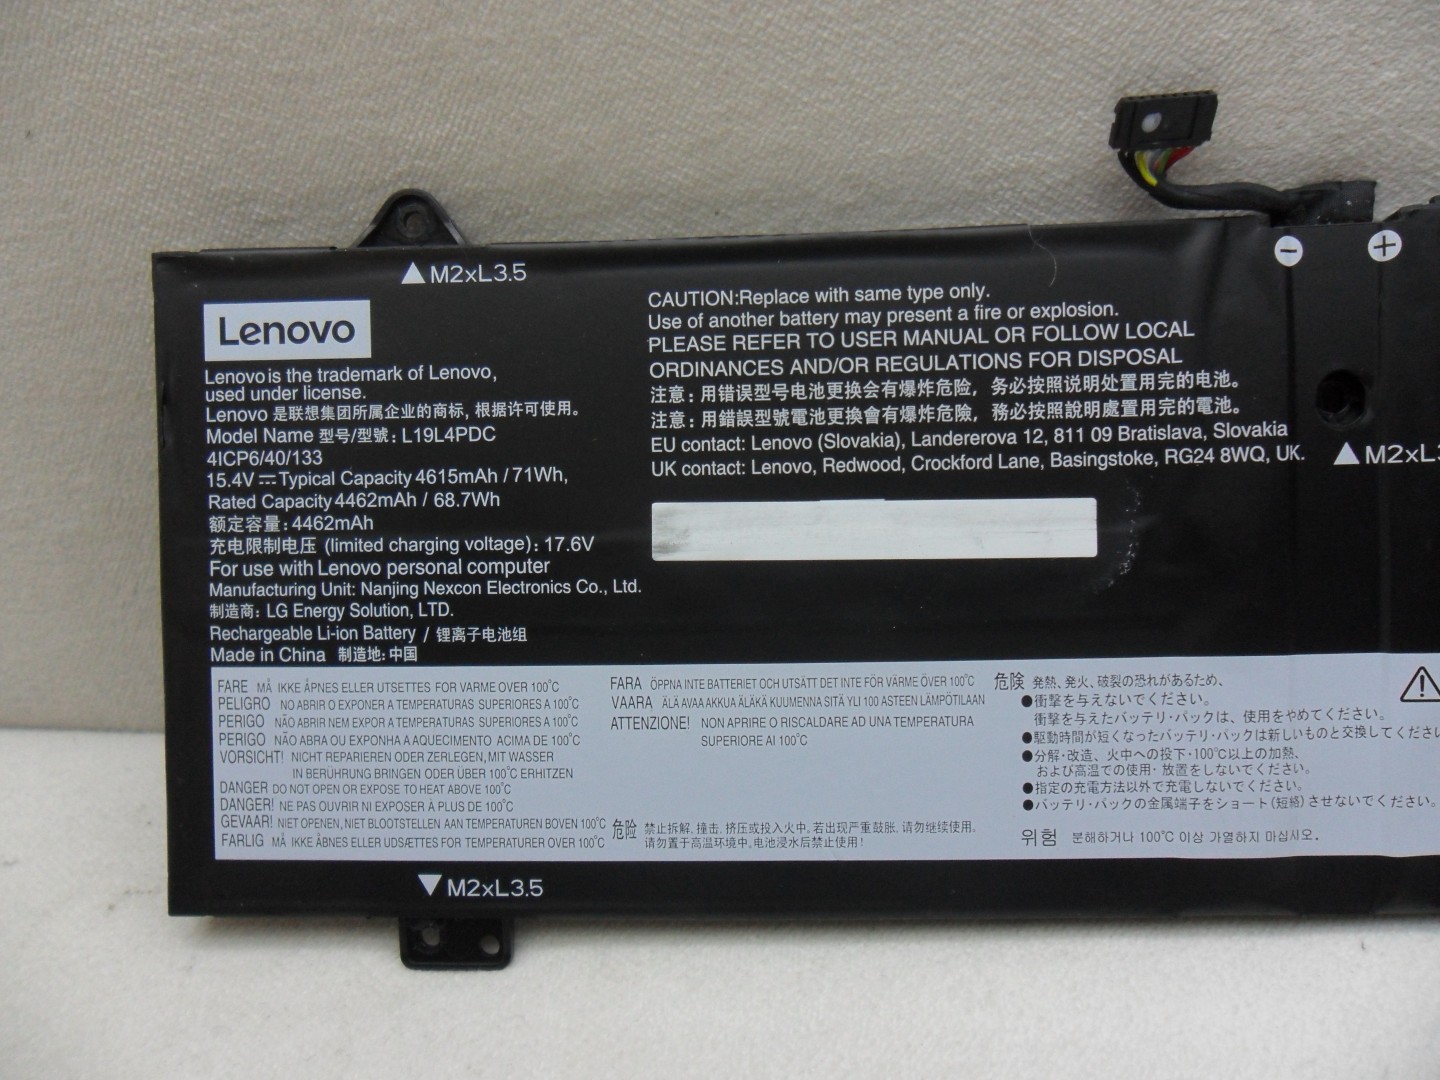 M2xL3.5
Lenovo
Lenovo is the trademark of Lenovo,
used under license.
Lenovo 是联想集团所属企业的商标, 根据许可使用。
Model Name 型号/型號: L19L4PDC
4ICP6/40/133
15.4V ⎓ Typical Capacity 4615mAh / 71Wh,
Rated Capacity 4462mAh / 68.7Wh
额定容量: 4462mAh
充电限制电压 (limited charging voltage): 17.6V
For use with Lenovo personal computer
Manufacturing Unit: Nanjing Nexcon Electronics Co., Ltd.
制造商: LG Energy Solution, LTD.
Rechargeable Li-ion Battery / 锂离子电池组
Made in China 制造地: 中国
CAUTION:Replace with same type only.
Use of another battery may present a fire or explosion.
PLEASE REFER TO USER MANUAL OR FOLLOW LOCAL
ORDINANCES AND/OR REGULATIONS FOR DISPOSAL
注意: 用错误型号电池更换会有爆炸危险, 务必按照说明处置用完的电池。
注意: 用錯誤型號電池更換會有爆炸危險, 務必按照說明處置用完的電池。
EU contact: Lenovo (Slovakia), Landererova 12, 811 09 Bratislava, Slovakia
UK contact: Lenovo, Redwood, Crockford Lane, Basingstoke, RG24 8WQ, UK.
− +
M2xL3
FARE MÅ IKKE ÅPNES ELLER UTSETTES FOR VARME OVER 100°C
PELIGRO NO ABRIR O EXPONER A TEMPERATURAS SUPERIORES A 100°C
PERIGO NÃO ABRIR NEM EXPOR A TEMPERATURAS SUPERIORES A 100°C
PERIGO NÃO ABRA OU EXPONHA A AQUECIMENTO ACIMA DE 100°C
VORSICHT! NICHT REPARIEREN ODER ZERLEGEN, MIT WASSER
IN BERÜHRUNG BRINGEN ODER ÜBER 100°C ERHITZEN
DANGER DO NOT OPEN OR EXPOSE TO HEAT ABOVE 100°C
DANGER! NE PAS OUVRIR NI EXPOSER À PLUS DE 100°C
GEVAAR! NIET OPENEN, NIET BLOOTSTELLEN AAN TEMPERATUREN BOVEN 100°C
FARLIG MÅ IKKE ÅBNES ELLER UDSÆTTES FOR TEMPERATURER OVER 100°C
FARA ÖPPNA INTE BATTERIET OCH UTSÄTT DET INTE FÖR VÄRME ÖVER 100°C
VAARA ÄLÄ AVAA AKKUA ÄLÄKÄ KUUMENNA SITÄ YLI 100 ASTEEN LÄMPÖTILAAN
ATTENZIONE! NON APRIRE O RISCALDARE AD UNA TEMPERATURA
SUPERIORE AI 100°C
危险 禁止拆解, 撞击, 挤压或投入火中。若出现严重鼓胀, 请勿继续使用。
请勿置于高温环境中。电池浸水后禁止使用!
危険 発熱、発火、破裂の恐れがあるため、
●衝撃を与えないでください。
衝撃を与えたバッテリ・パックは、使用をやめてください。
●駆動時間が短くなったバッテリ・パックは新しいものと交換してくださ
●分解・改造、火中への投下・100℃以上の加熱、
および高温での使用・放置をしないでください。
●指定の充電方法以外で充電しないでください。
●バッテリ・パックの金属端子をショート(短絡)させないでください。
위험 분해하거나 100°C 이상 가열하지 마십시오.
M2xL3.5